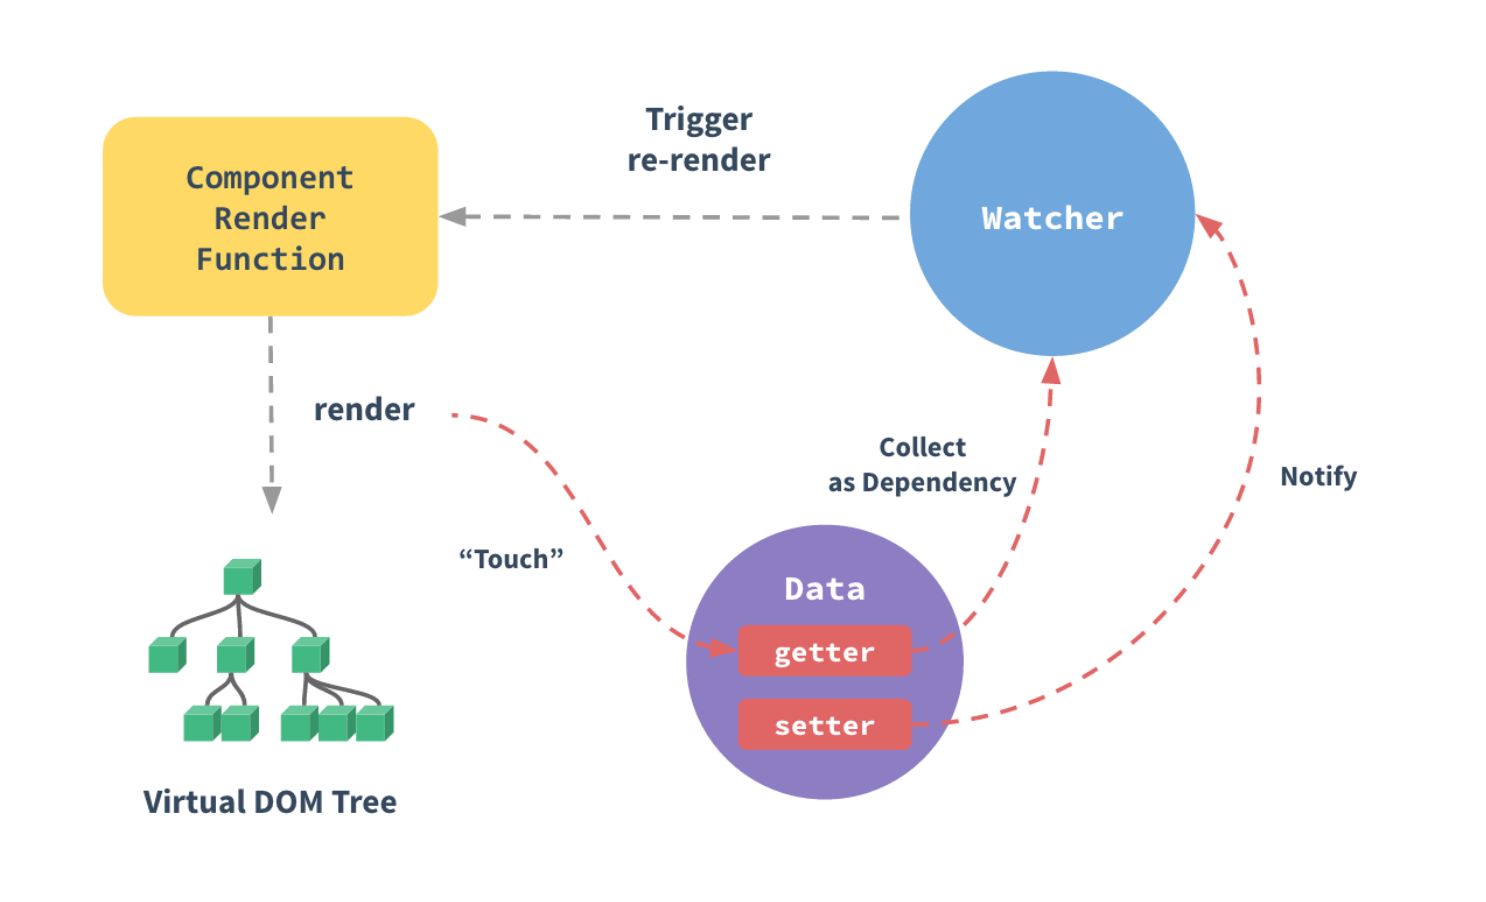 Trigger
re-render
Component
Render
Function
Watcher
render
Collect
as Dependency
Notify
“Touch”
Data
getter
setter
Virtual DOM Tree